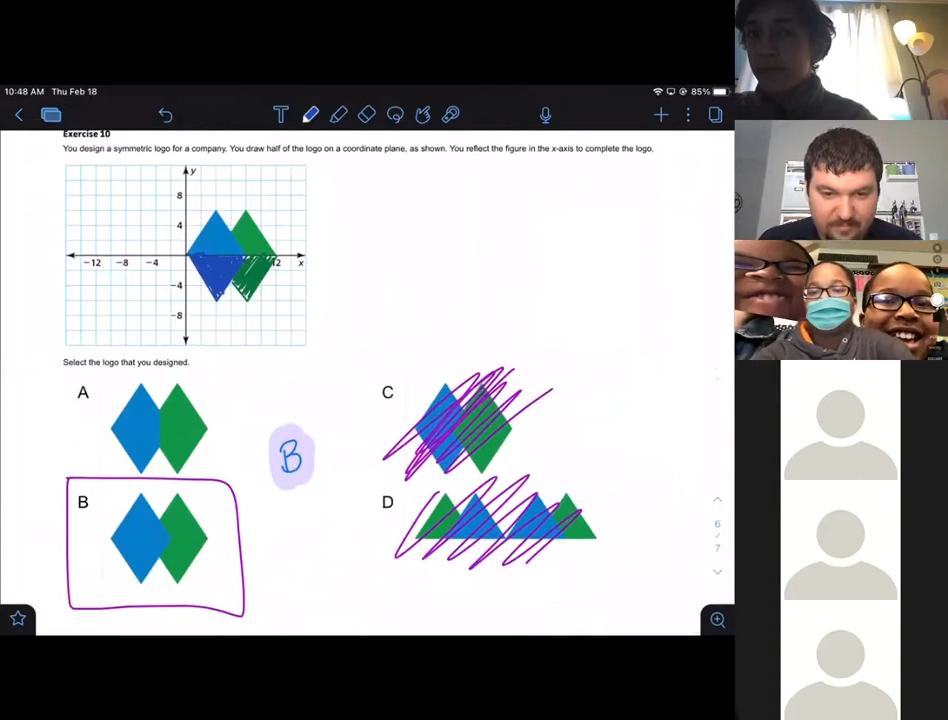 10:48 AM Thu Feb 18
85%
Exercise 10
You design a symmetric logo for a company. You draw half of the logo on a coordinate plane, as shown. You reflect the figure in the x-axis to complete the logo.
y
8
4
-12 -8 -4 12 x
-4
-8
Select the logo that you designed.
A
C
B
B
D
6
/
7